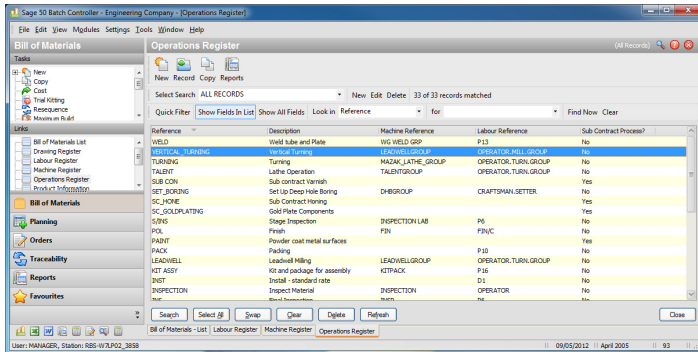 Sage 50 Batch Controller - Engineering Company - [Operations Register]
File Edit View Modules Settings Tools Window Help
Bill of Materials
Operations Register
(All Records)
Tasks
New
Copy
Cost
Trial Kitting
Resequence
Maximum Build
New Record Copy Reports
Select Search ALL RECORDS New Edit Delete 33 of 33 records matched
Quick Filter Show Fields In List Show All Fields Look in Reference for Find Now Clear
Links
Bill of Materials List
Drawing Register
Labour Register
Machine Register
Operations Register
Product Information
Bill of Materials
Planning
Orders
Traceability
Reports
Favourites
Reference Description Machine Reference Labour Reference Sub Contract Process?
WELD Weld tube and Plate WG WELD GRP P13 No
VERTICAL_TURNING Vertical Turning LEADWELLGROUP OPERATOR.MILL.GROUP No
TURNING Turning MAZAK_LATHE_GROUP OPERATOR.TURN.GROUP No
TALENT Lathe Operation TALENTGROUP OPERATOR.TURN.GROUP No
SUB CON Sub contract Varnish Yes
SET_BORING Set Up Deep Hole Boring DHBGROUP CRAFTSMAN.SETTER No
SC_HONE Sub Contract Honing Yes
SC_GOLDPLATING Gold Plate Components Yes
S/INS Stage Inspection INSPECTION LAB P6 No
POL Finish FIN FIN/C No
PAINT Powder coat metal surfaces Yes
PACK Packing P10 No
LEADWELL Leadwell Milling LEADWELLGROUP OPERATOR.TURN.GROUP No
KIT ASSY Kit and package for assembly KITPACK P16 No
INST Install - standard rate D1 No
INSPECTION Inspect Material INSPECTION OPERATOR No
Search Select All Swap Clear Delete Refresh Close
Bill of Materials - List Labour Register Machine Register Operations Register
User: MANAGER, Station: RBS-W7LP02_3858 09/05/2012 April 2005 93